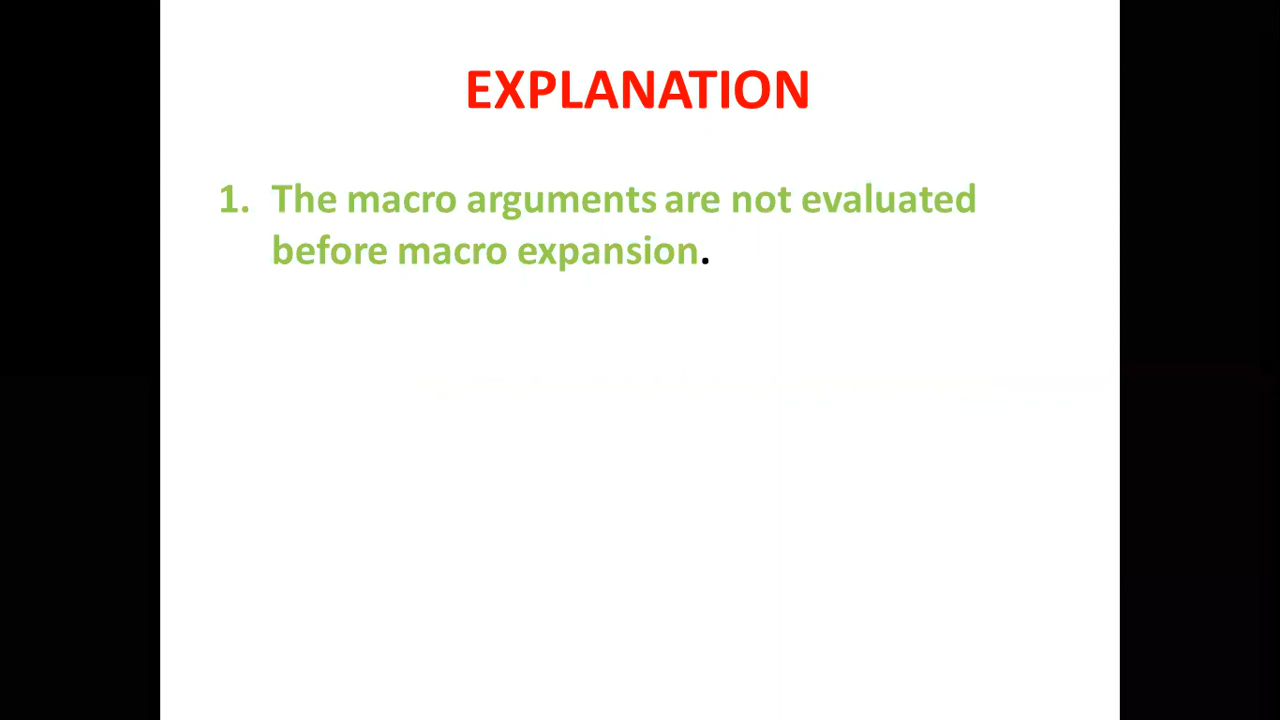 EXPLANATION
1. The macro arguments are not evaluated
before macro expansion.